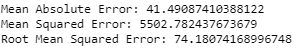 Mean Absolute Error: 41.49087410388122
Mean Squared Error: 5502.782437673679
Root Mean Squared Error: 74.18074168996748